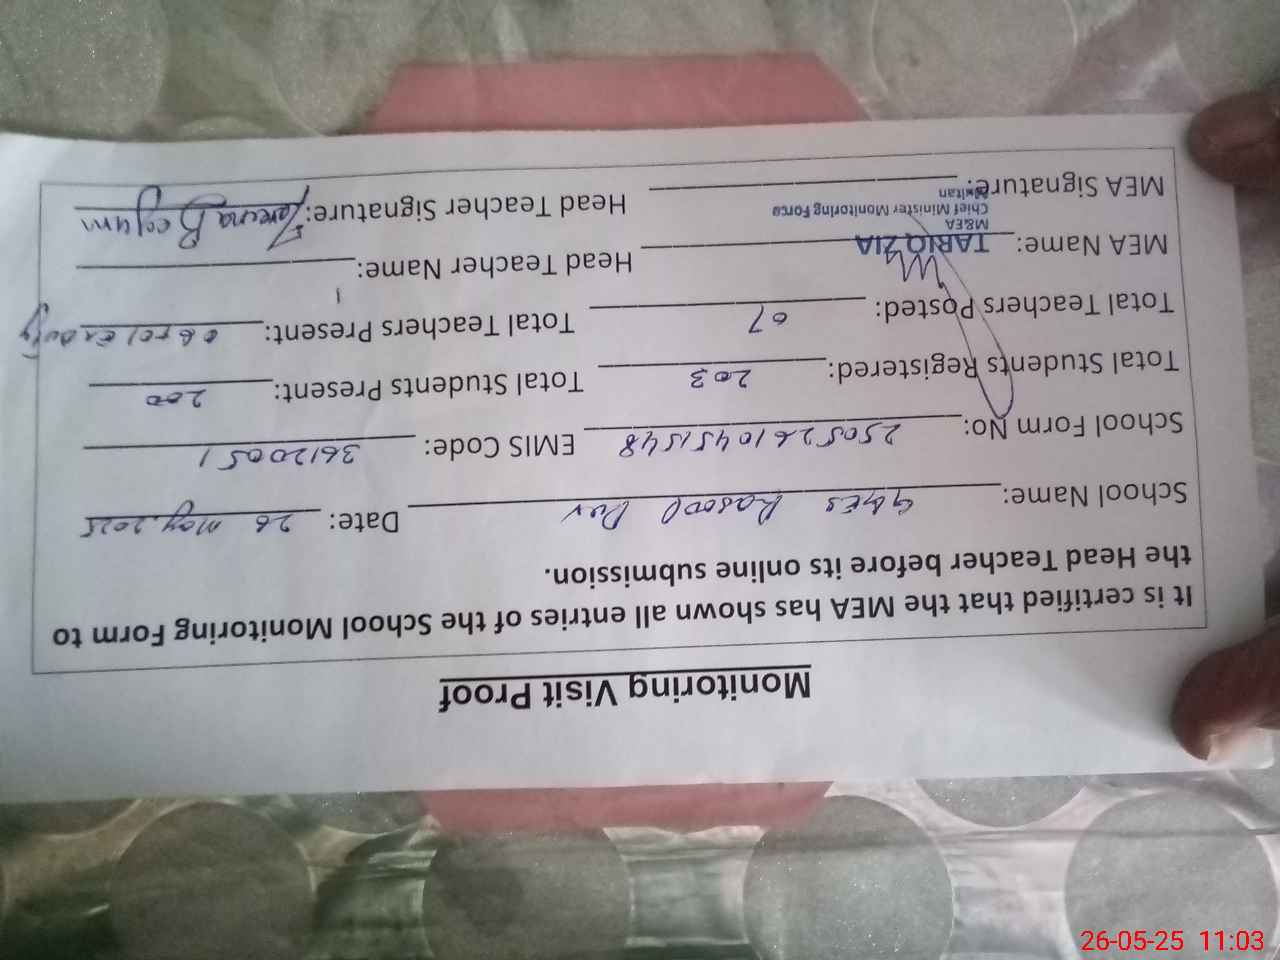 Monitoring Visit Proof
It is certified that the MEA has shown all entries of the School Monitoring Form to
the Head Teacher before its online submission.
School Name: Rasool Pur Date: 26 May, 2025
School Form No: 25052610451548 EMIS Code: 36120051
Total Students Registered: 203 Total Students Present: 200
Total Teachers Posted: 07 Total Teachers Present: 06
MEA Name: TARIQ ZIA Head Teacher Name:
M&EA
Chief Minister Monitoring Force
Multan
MEA Signature: Head Teacher Signature: Begum
26-05-25 11:03